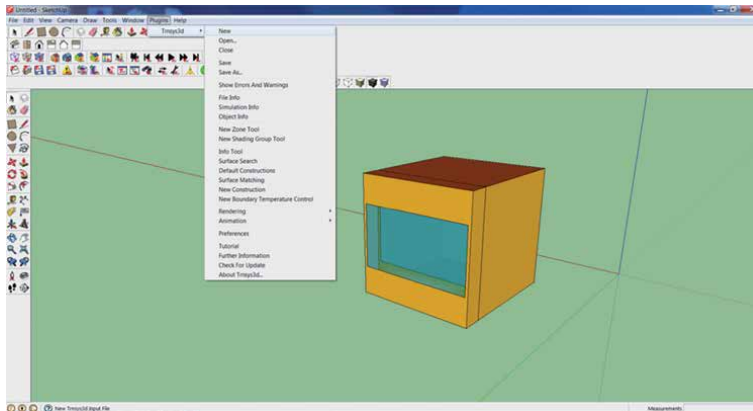 Untitled - SketchUp
File Edit View Camera Draw Tools Window Plugins Help
Trnsys3d
New
Open...
Close
Save
Save As...
Show Errors And Warnings
File Info
Simulation Info
Object Info
New Zone Tool
New Shading Group Tool
Info Tool
Surface Search
Default Constructions
Surface Matching
New Construction
New Boundary Temperature Control
Rendering
Animation
Preferences
Tutorial
Further Information
Check For Update
About Trnsys3d...
New Trnsys3d Input File
Measurements